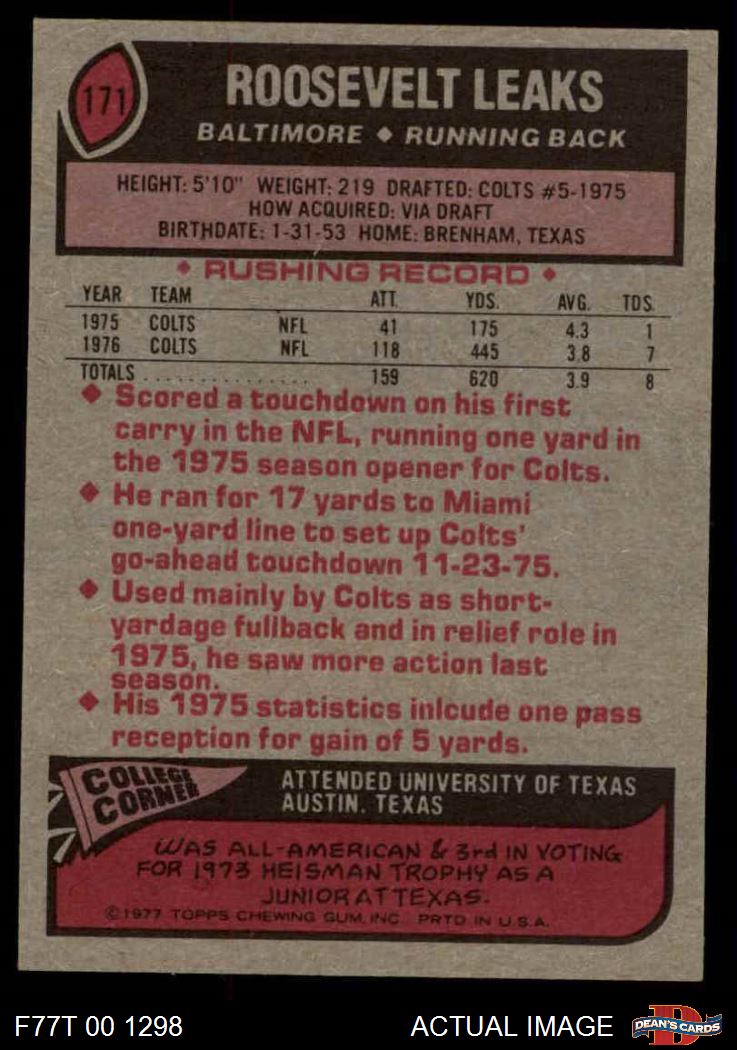 171
ROOSEVELT LEAKS
BALTIMORE ◆ RUNNING BACK
HEIGHT: 5'10" WEIGHT: 219 DRAFTED: COLTS #5-1975
HOW ACQUIRED: VIA DRAFT
BIRTHDATE: 1-31-53 HOME: BRENHAM, TEXAS
◆ RUSHING RECORD ◆
YEAR TEAM ATT. YDS. AVG. TDS.
1975 COLTS NFL 41 175 4.3 1
1976 COLTS NFL 118 445 3.8 7
TOTALS . . . . . . . . . . . . . . 159 620 3.9 8
◆ Scored a touchdown on his first
carry in the NFL, running one yard in
the 1975 season opener for Colts.
◆ He ran for 17 yards to Miami
one-yard line to set up Colts'
go-ahead touchdown 11-23-75.
◆ Used mainly by Colts as short-
yardage fullback and in relief role in
1975, he saw more action last
season.
◆ His 1975 statistics inlcude one pass
reception for gain of 5 yards.
COLLEGE
CORNER
ATTENDED UNIVERSITY OF TEXAS
AUSTIN. TEXAS
WAS ALL-AMERICAN & 3rd IN VOTING
FOR 1973 HEISMAN TROPHY AS A
JUNIOR AT TEXAS.
©1977 TOPPS CHEWING GUM, INC. PRTD IN U.S.A.
F77T 00 1298 ACTUAL IMAGE
D
DEAN'S CARDS